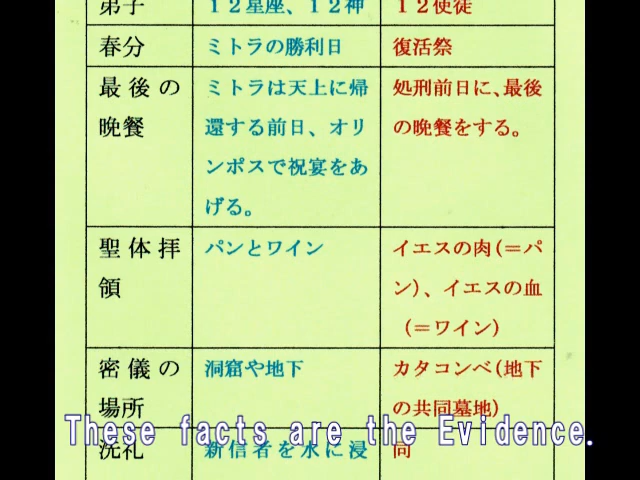 弟子 １２星座、１２神 １２使徒
春分 ミトラの勝利日 復活祭
最後の ミトラは天上に帰 処刑前日に、最後
晩餐 還する前日、オリ の晩餐をする。
ンポスで祝宴をあ
げる。
聖体拝 パンとワイン イエスの肉(＝パ
領 ン)、イエスの血
(＝ワイン)
密儀の 洞窟や地下 カタコンベ(地下
場所 の共同墓地)
These facts are the Evidence.
洗礼 新信者を水に浸 同